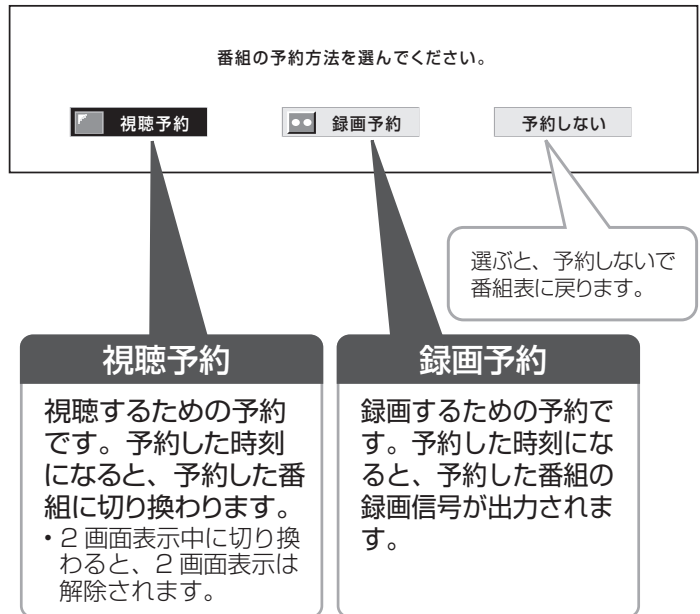 番組の予約方法を選んでください。
視聴予約
録画予約
予約しない
選ぶと、予約しないで
番組表に戻ります。
視聴予約
視聴するための予約
です。予約した時刻
になると、予約した番
組に切り換わります。
・2 画面表示中に切り換
わると、2 画面表示は
解除されます。
録画予約
録画するための予約で
す。予約した時刻にな
ると、予約した番組の
録画信号が出力されま
す。